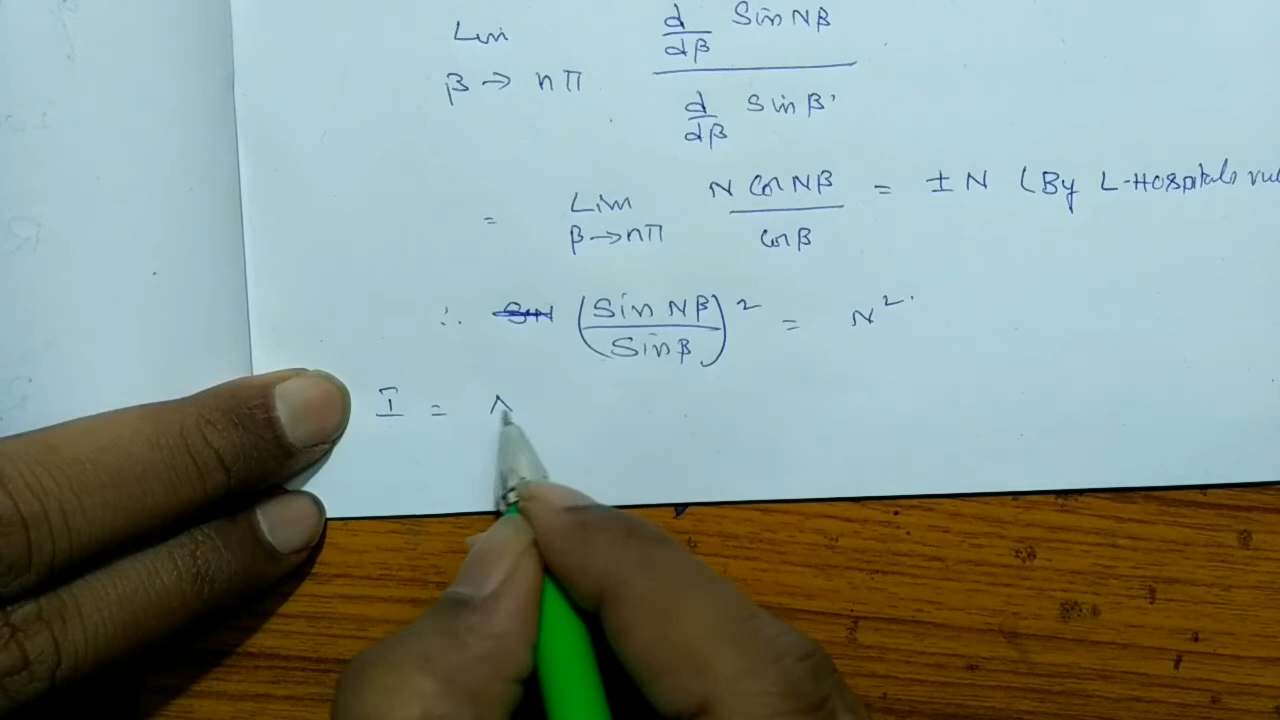 Lim d/dβ Sin Nβ
β → nπ d/dβ Sin β
= Lim β→nπ N Cos Nβ / Cos β = ± N (By L-Hospitals
∴ (Sin Nβ / Sin β)² = N².
I =